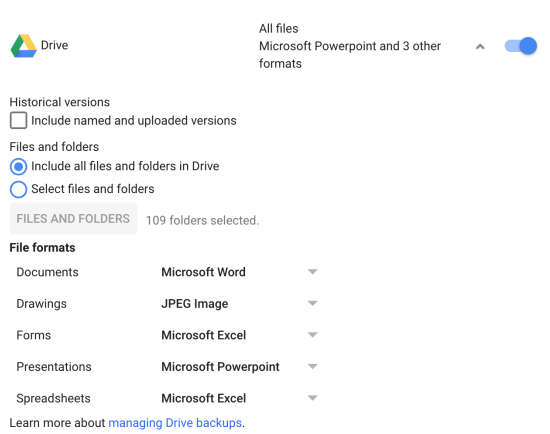 Drive
All files
Microsoft Powerpoint and 3 other
formats
Historical versions
Include named and uploaded versions
Files and folders
Include all files and folders in Drive
Select files and folders
FILES AND FOLDERS 109 folders selected.
File formats
Documents Microsoft Word
Drawings JPEG Image
Forms Microsoft Excel
Presentations Microsoft Powerpoint
Spreadsheets Microsoft Excel
Learn more about managing Drive backups.